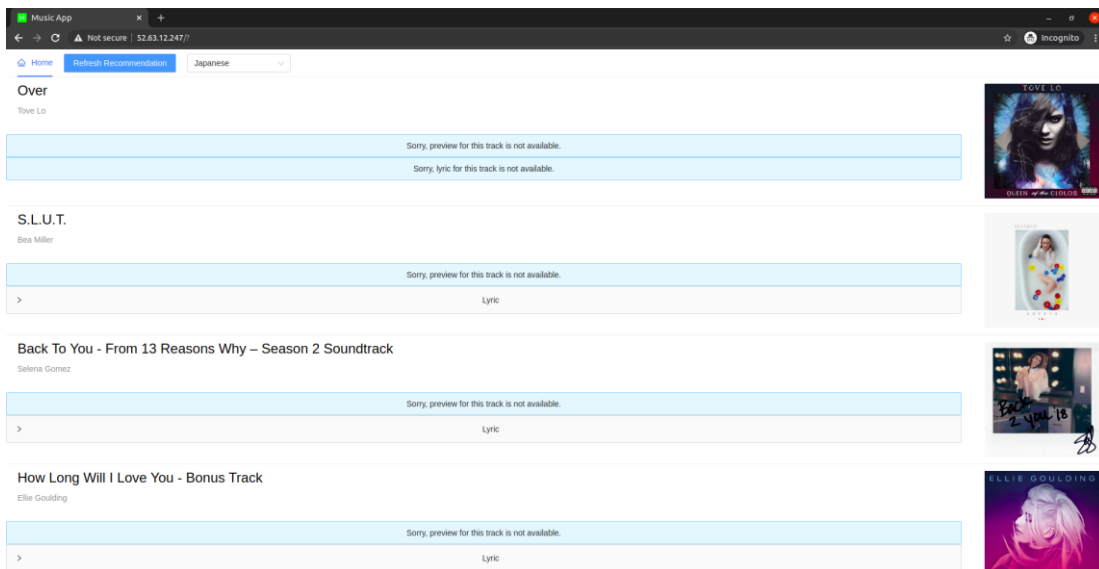 Music App
Not secure | 52.63.12.247/?
Incognito
Home
Refresh Recommendation
Japanese
Over
Tove Lo
Sorry, preview for this track is not available.
Sorry, lyric for this track is not available.
TOVE LO
QUEEN of the CLOUDS
S.L.U.T.
Bea Miller
Sorry, preview for this track is not available.
Lyric
Back To You - From 13 Reasons Why – Season 2 Soundtrack
Selena Gomez
Sorry, preview for this track is not available.
Lyric
Back
2 you '18
How Long Will I Love You - Bonus Track
Ellie Goulding
Sorry, preview for this track is not available.
Lyric
ELLIE GOULDING